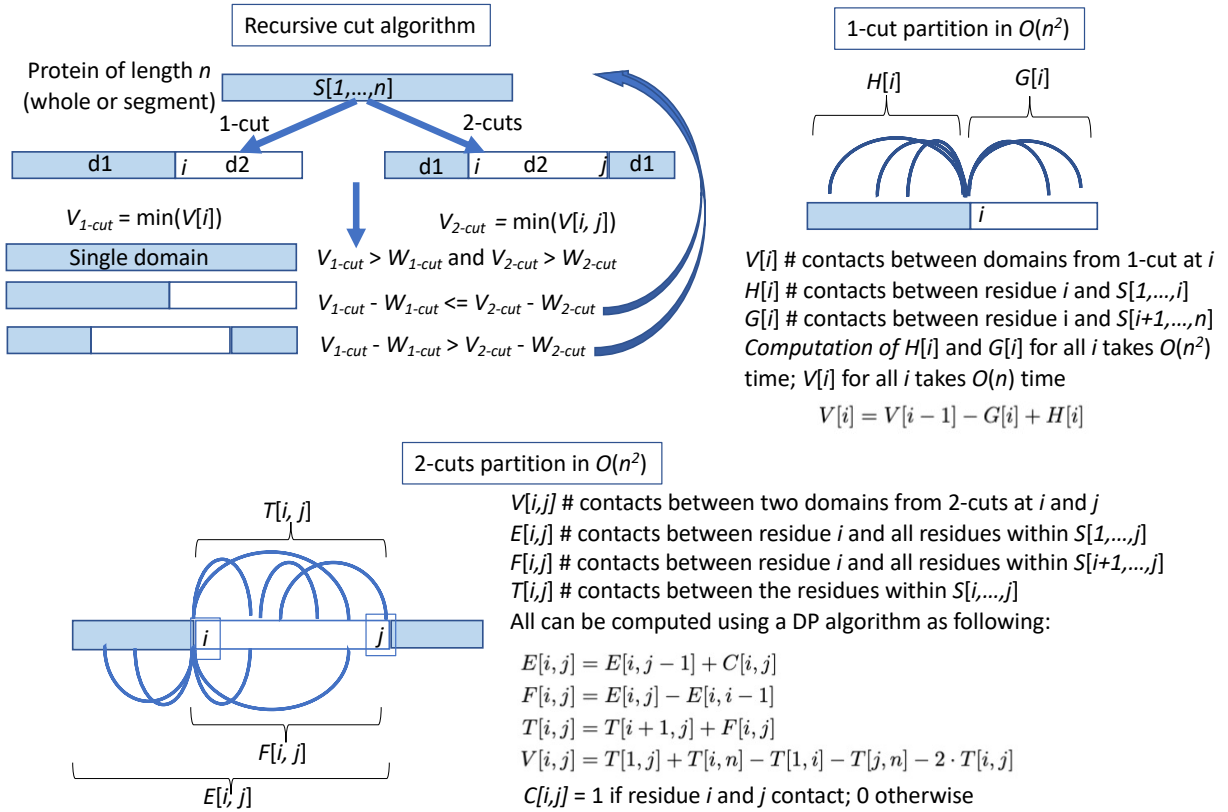 Recursive cut algorithm
Protein of length n
(whole or segment)
S[1,...,n]
1-cut
2-cuts
d1
i
d2
d1
i
d2
j
d1
V1-cut = min(V[i])
V2-cut = min(V[i, j])
Single domain
V1-cut > W1-cut and V2-cut > W2-cut
V1-cut - W1-cut <= V2-cut - W2-cut
V1-cut - W1-cut > V2-cut - W2-cut
1-cut partition in O(n²)
H[i]
G[i]
i
V[i] # contacts between domains from 1-cut at i
H[i] # contacts between residue i and S[1,...,i]
G[i] # contacts between residue i and S[i+1,...,n]
Computation of H[i] and G[i] for all i takes O(n²)
time; V[i] for all i takes O(n) time
V[i] = V[i − 1] − G[i] + H[i]
2-cuts partition in O(n²)
T[i, j]
i
j
F[i, j]
E[i, j]
V[i,j] # contacts between two domains from 2-cuts at i and j
E[i,j] # contacts between residue i and all residues within S[1,...,j]
F[i,j] # contacts between residue i and all residues within S[i+1,...,j]
T[i,j] # contacts between the residues within S[i,...,j]
All can be computed using a DP algorithm as following:
E[i, j] = E[i, j − 1] + C[i, j]
F[i, j] = E[i, j] − E[i, i − 1]
T[i, j] = T[i + 1, j] + F[i, j]
V[i, j] = T[1, j] + T[i, n] − T[1, i] − T[j, n] − 2 · T[i, j]
C[i,j] = 1 if residue i and j contact; 0 otherwise